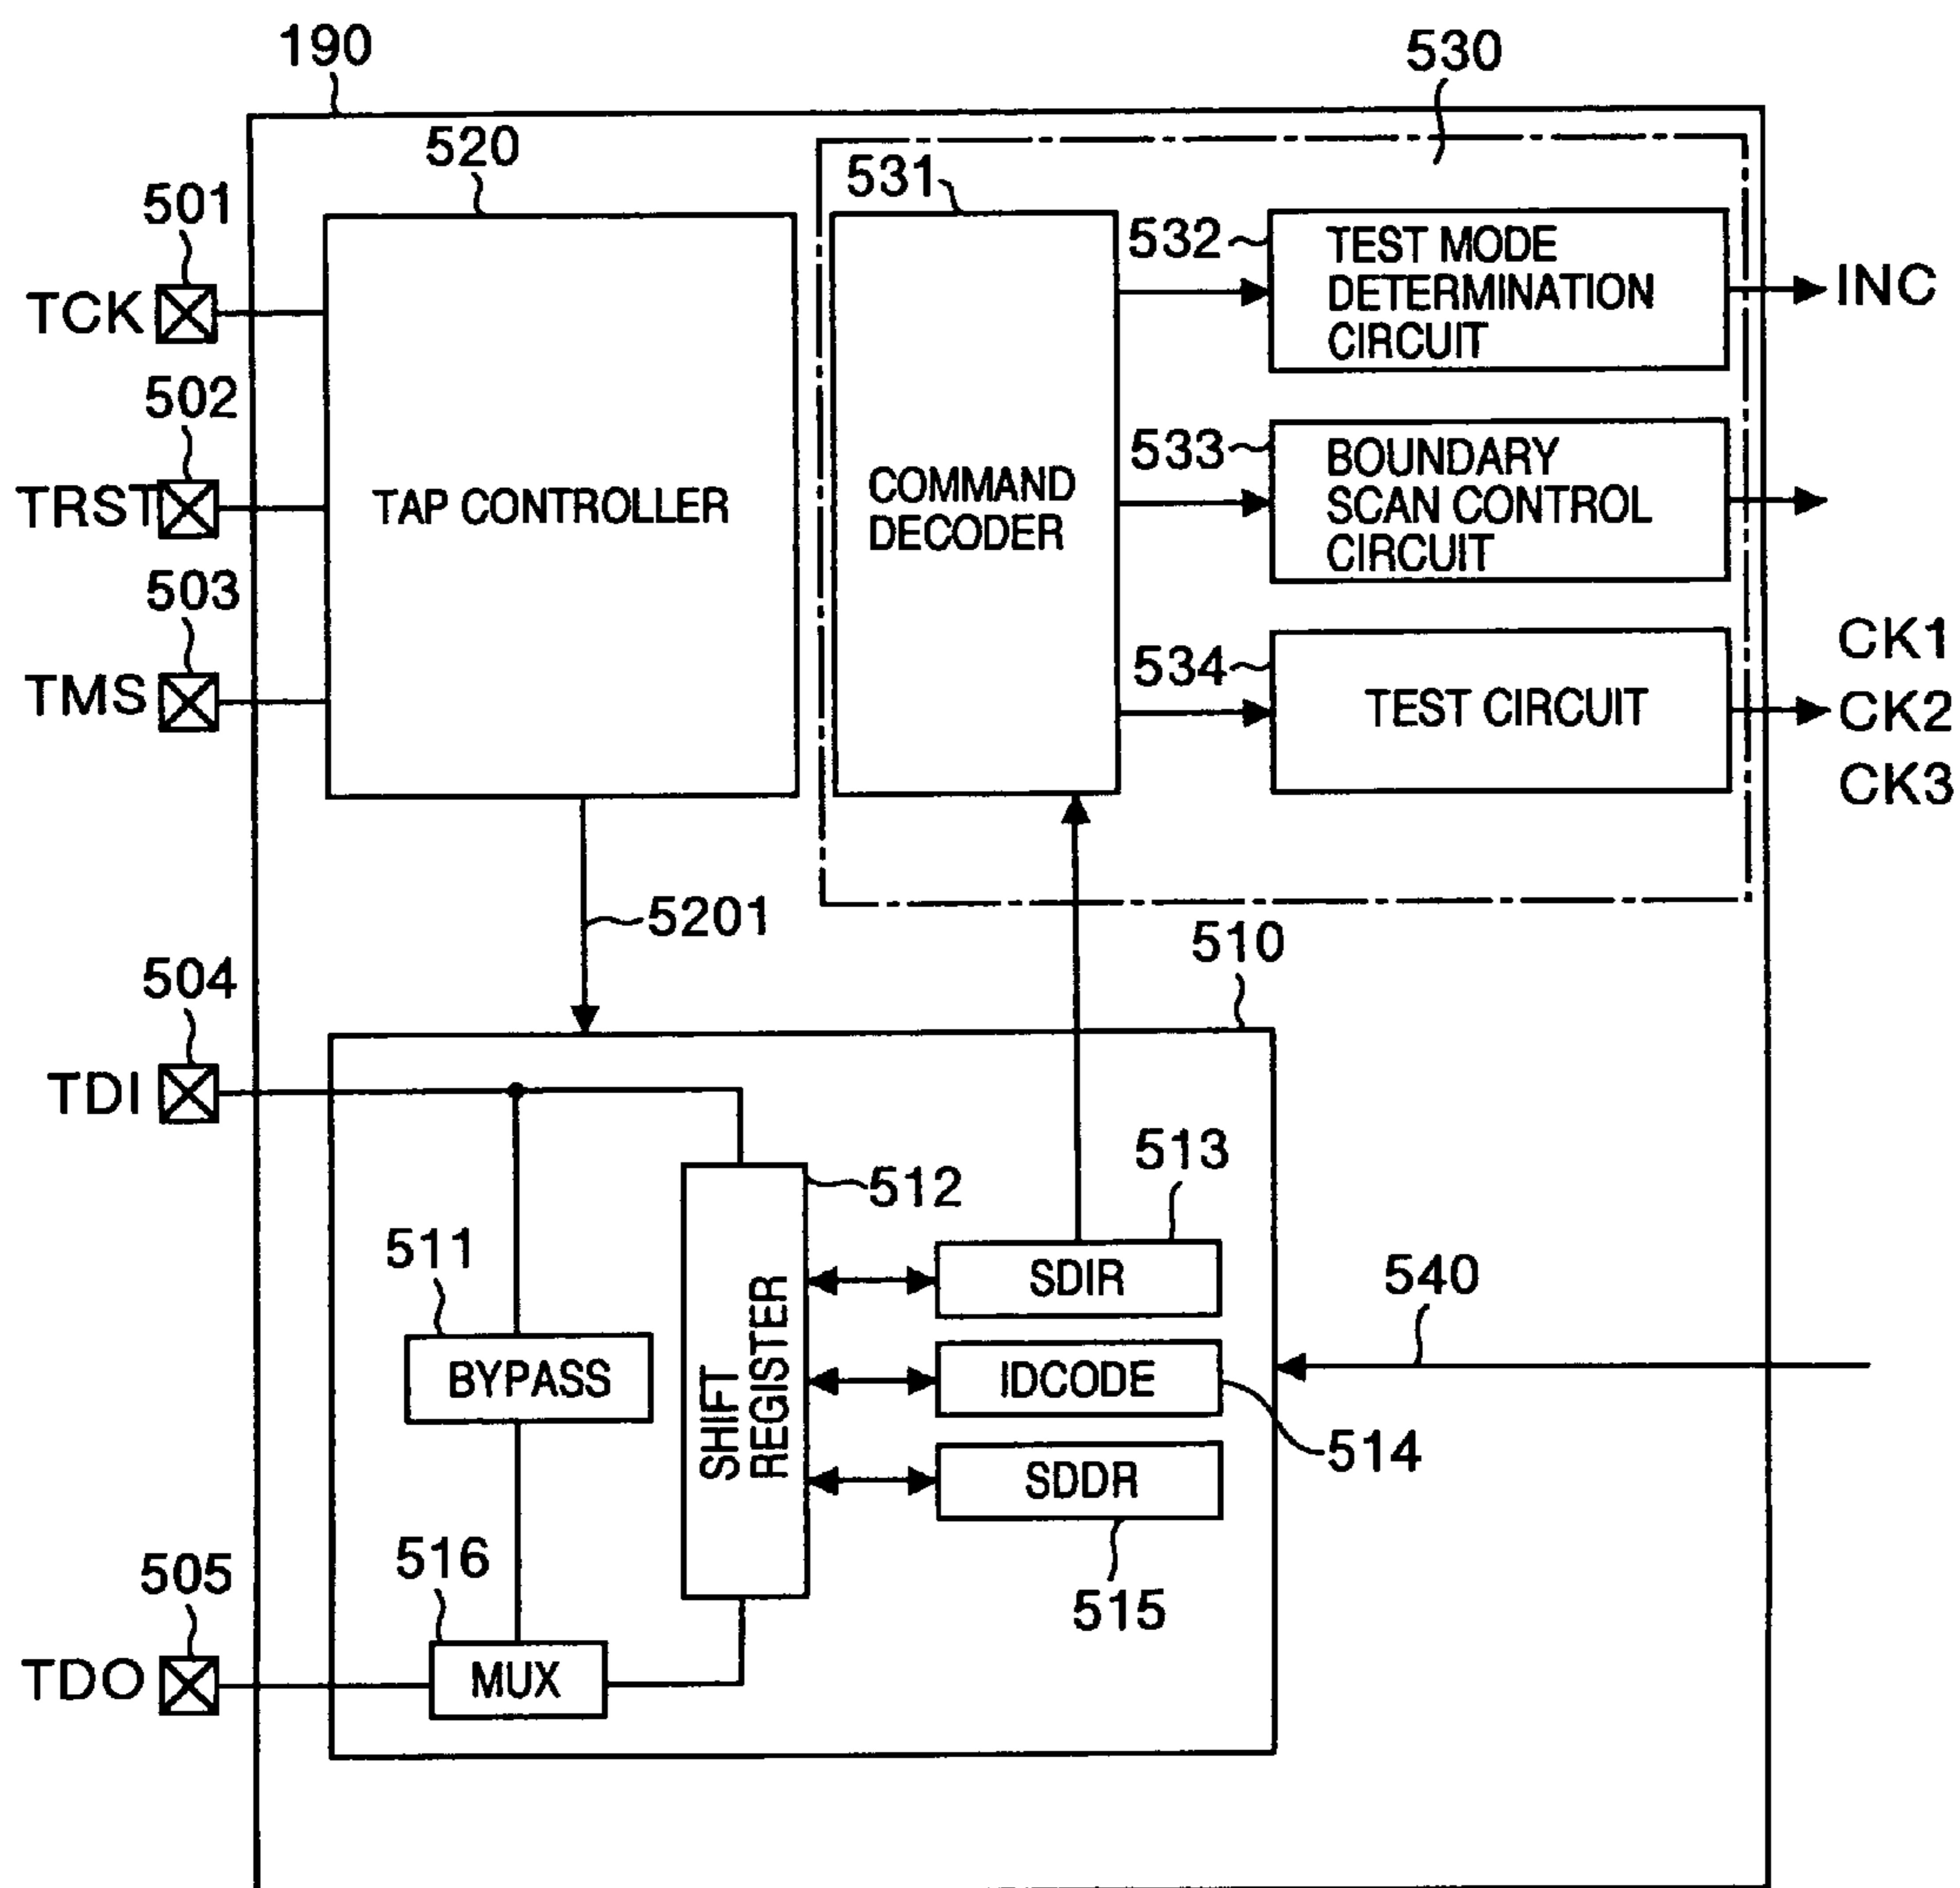 190
530
520
531
501
532
TEST MODE
DETERMINATION
CIRCUIT
TCK
INC
502
533
BOUNDARY
SCAN CONTROL
CIRCUIT
TRST
TAP CONTROLLER
COMMAND
DECODER
503
534
TEST CIRCUIT
CK1
CK2
CK3
TMS
5201
510
504
TDI
512
513
511
SHIFT
REGISTER
SDIR
540
BYPASS
IDCODE
514
SDDR
516
515
505
TDO
MUX